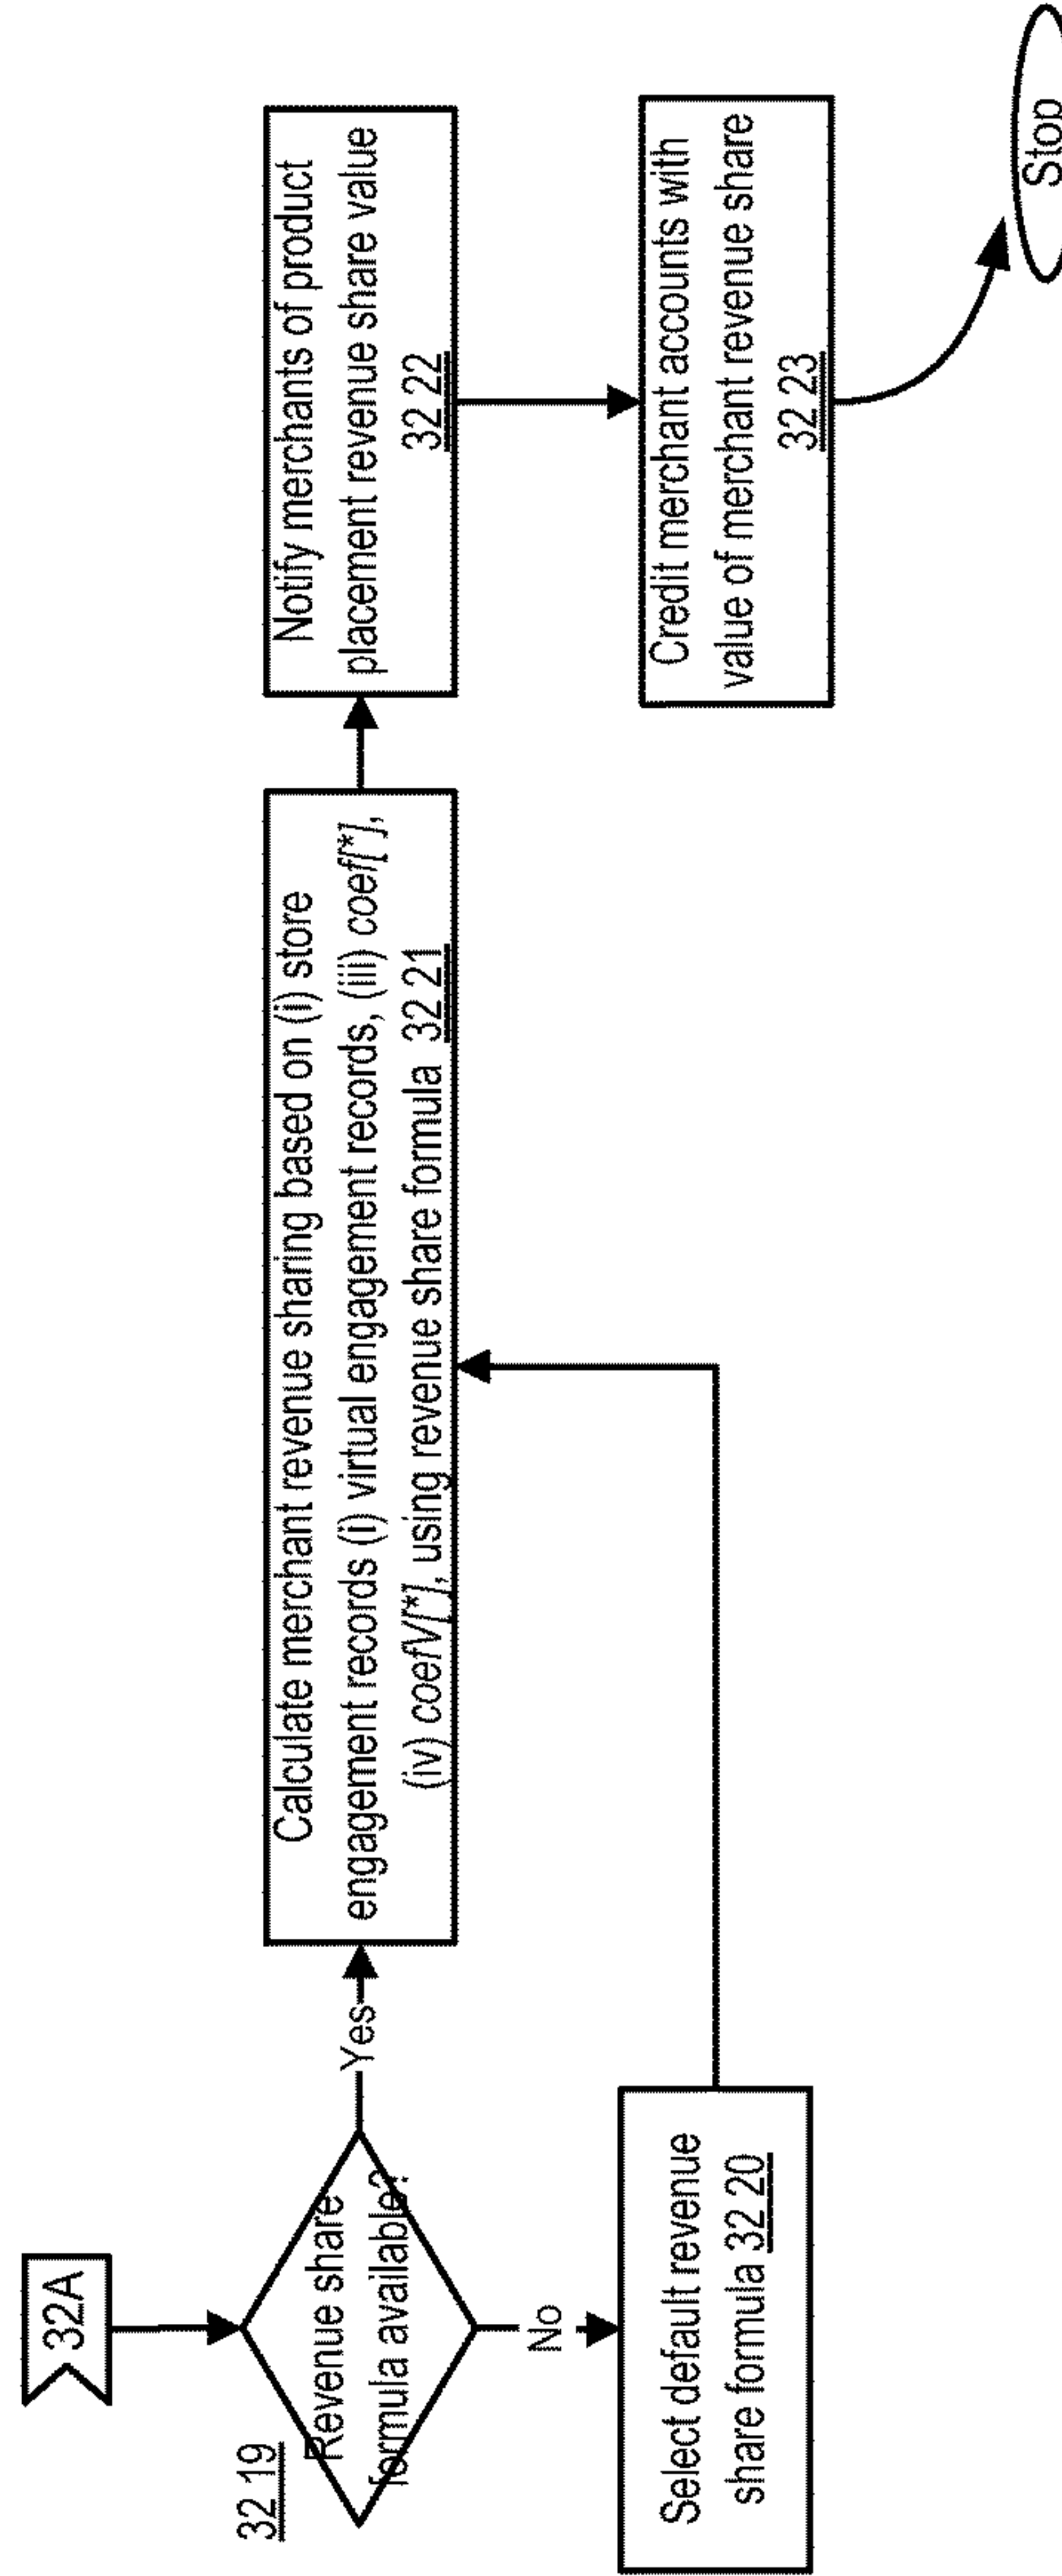 32A
32 19
Revenue share
formula available?
Yes
No
Select default revenue
share formula 32 20
Calculate merchant revenue sharing based on (i) store
engagement records (i) virtual engagement records, (iii) coef[*],
(iv) coefV[*], using revenue share formula 32 21
Notify merchants of product
placement revenue share value
32 22
Credit merchant accounts with
value of merchant revenue share
32 23
Stop